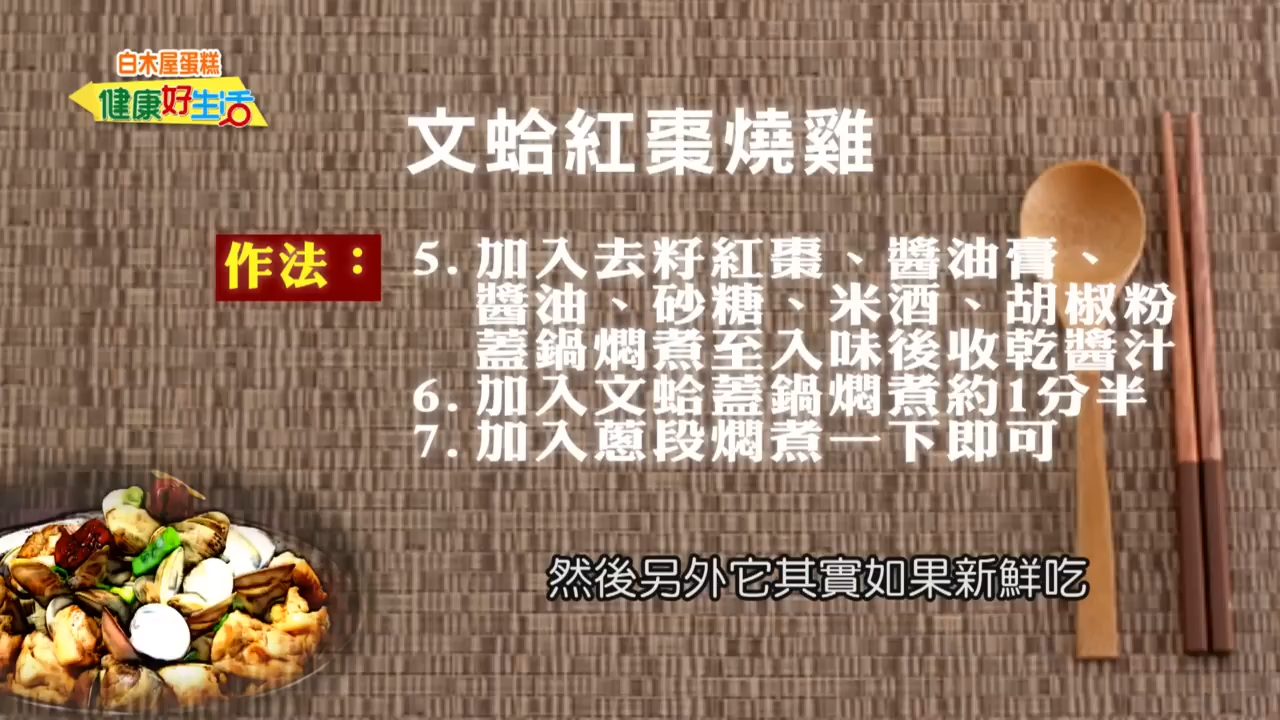 白木屋蛋糕
健康好生活
文蛤紅棗燒雞
作法：
5. 加入去籽紅棗、醬油膏、
醬油、砂糖、米酒、胡椒粉
蓋鍋燜煮至入味後收乾醬汁
6. 加入文蛤蓋鍋燜煮約1分半
7. 加入蔥段燜煮一下即可
然後另外它其實如果新鮮吃